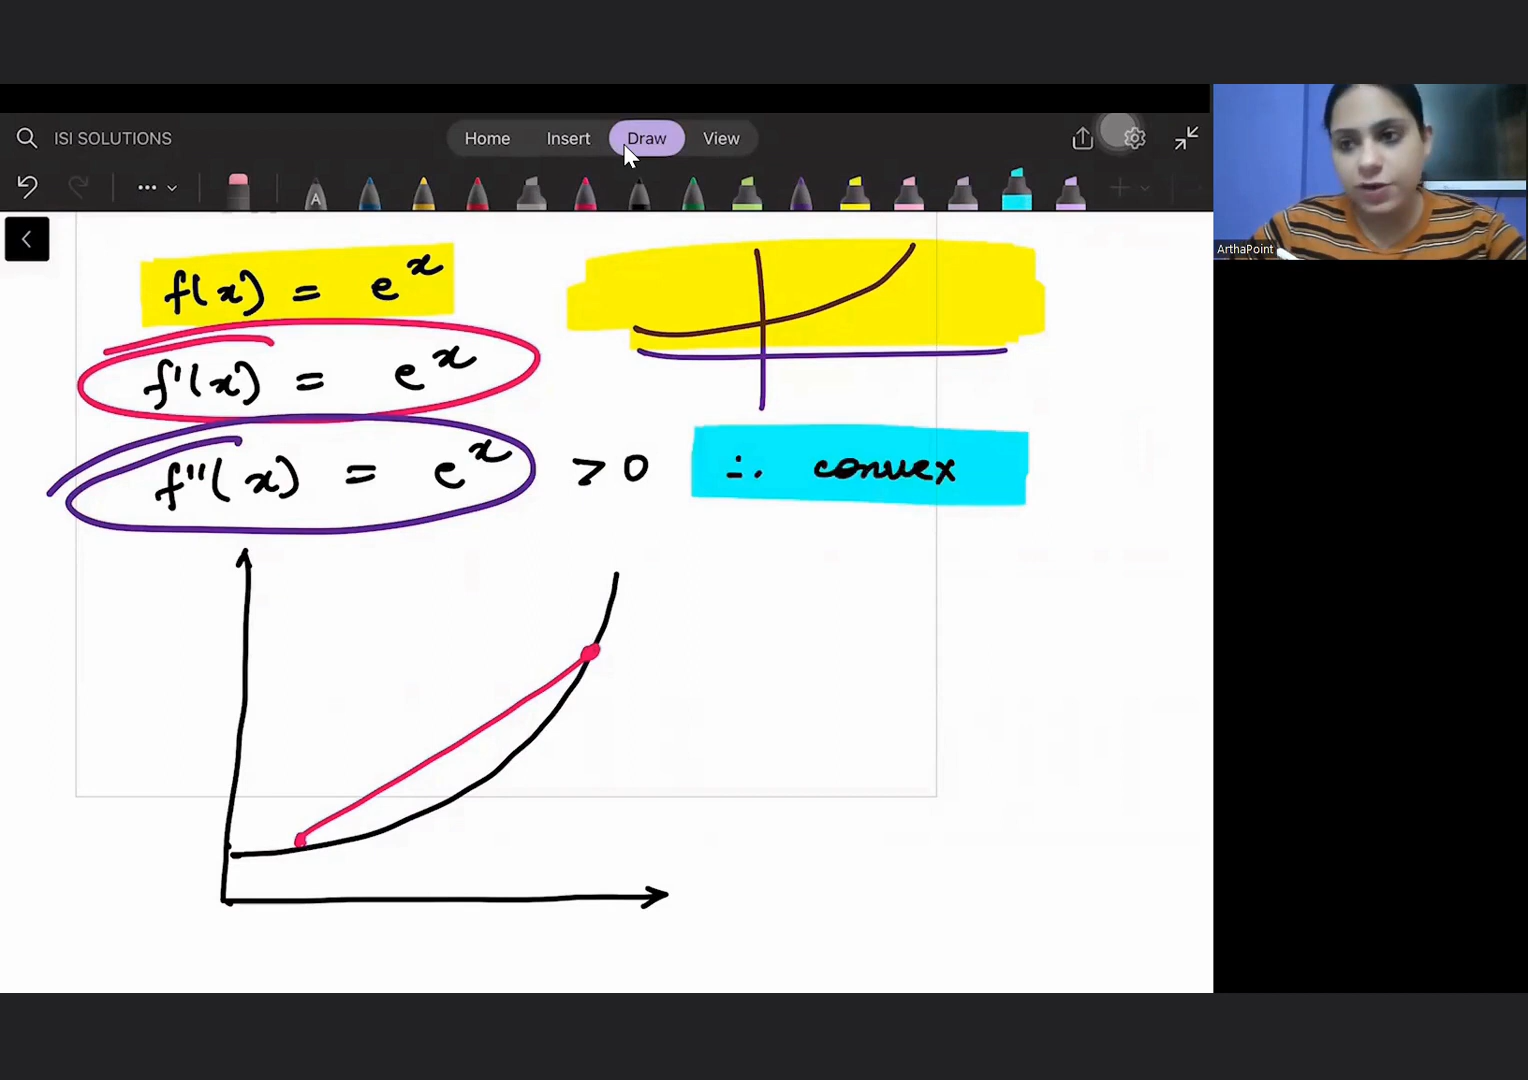 ISI SOLUTIONS
Home Insert Draw View
A
ArthaPoint
f(x) = e^x
f'(x) = e^x
f''(x) = e^x > 0 ∴ convex